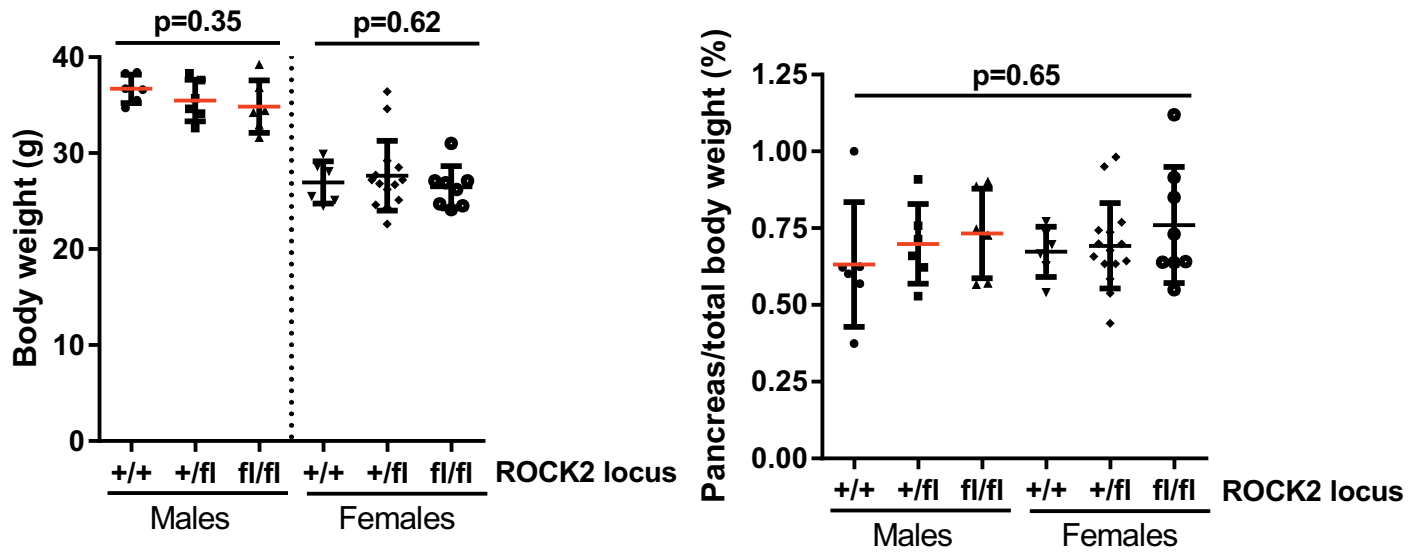 p=0.35
p=0.62
Body weight (g)
40
30
20
10
0
+/+ +/fl fl/fl +/+ +/fl fl/fl ROCK2 locus
Males Females
p=0.65
Pancreas/total body weight (%)
1.25
1.00
0.75
0.50
0.25
0.00
+/+ +/fl fl/fl +/+ +/fl fl/fl ROCK2 locus
Males Females